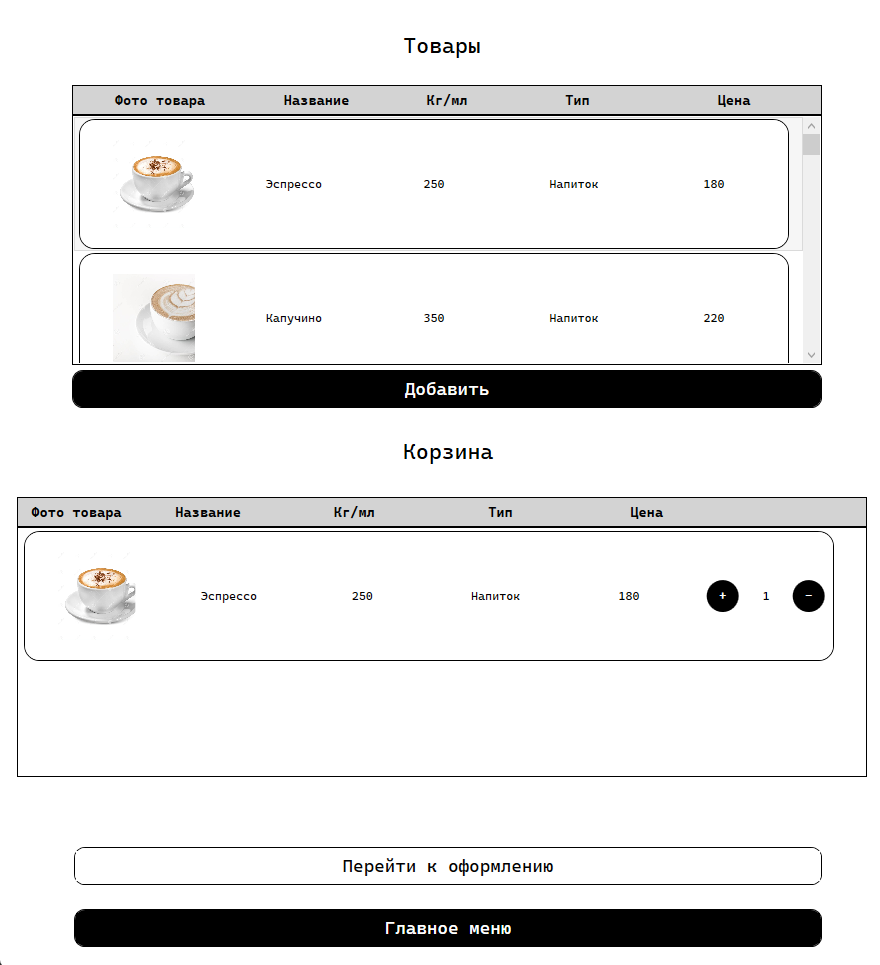 Товары
Фото товара Название Кг/мл Тип Цена
Эспрессо 250 Напиток 180
Капучино 350 Напиток 220
Добавить
Корзина
Фото товара Название Кг/мл Тип Цена
Эспрессо 250 Напиток 180 + 1 −
Перейти к оформлению
Главное меню